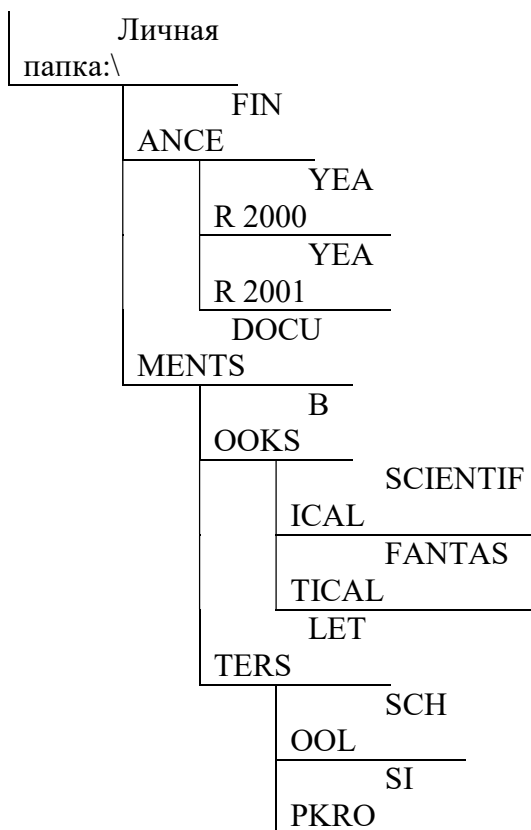 Личная
папка:\
FIN
ANCE
YEA
R 2000
YEA
R 2001
DOCU
MENTS
B
OOKS
SCIENTIF
ICAL
FANTAS
TICAL
LET
TERS
SCH
OOL
SI
PKRO